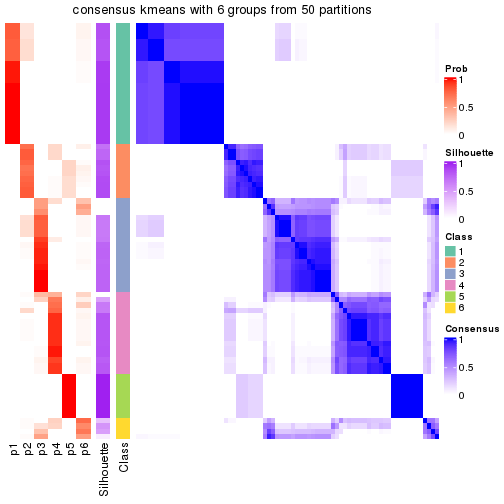 consensus kmeans with 6 groups from 50 partitions
Prob
1
0.5
0
Silhouette
1
0.5
0
Class
1
2
3
4
5
6
Consensus
1
0.5
0
p1
p2
p3
p4
p5
p6
Silhouette
Class